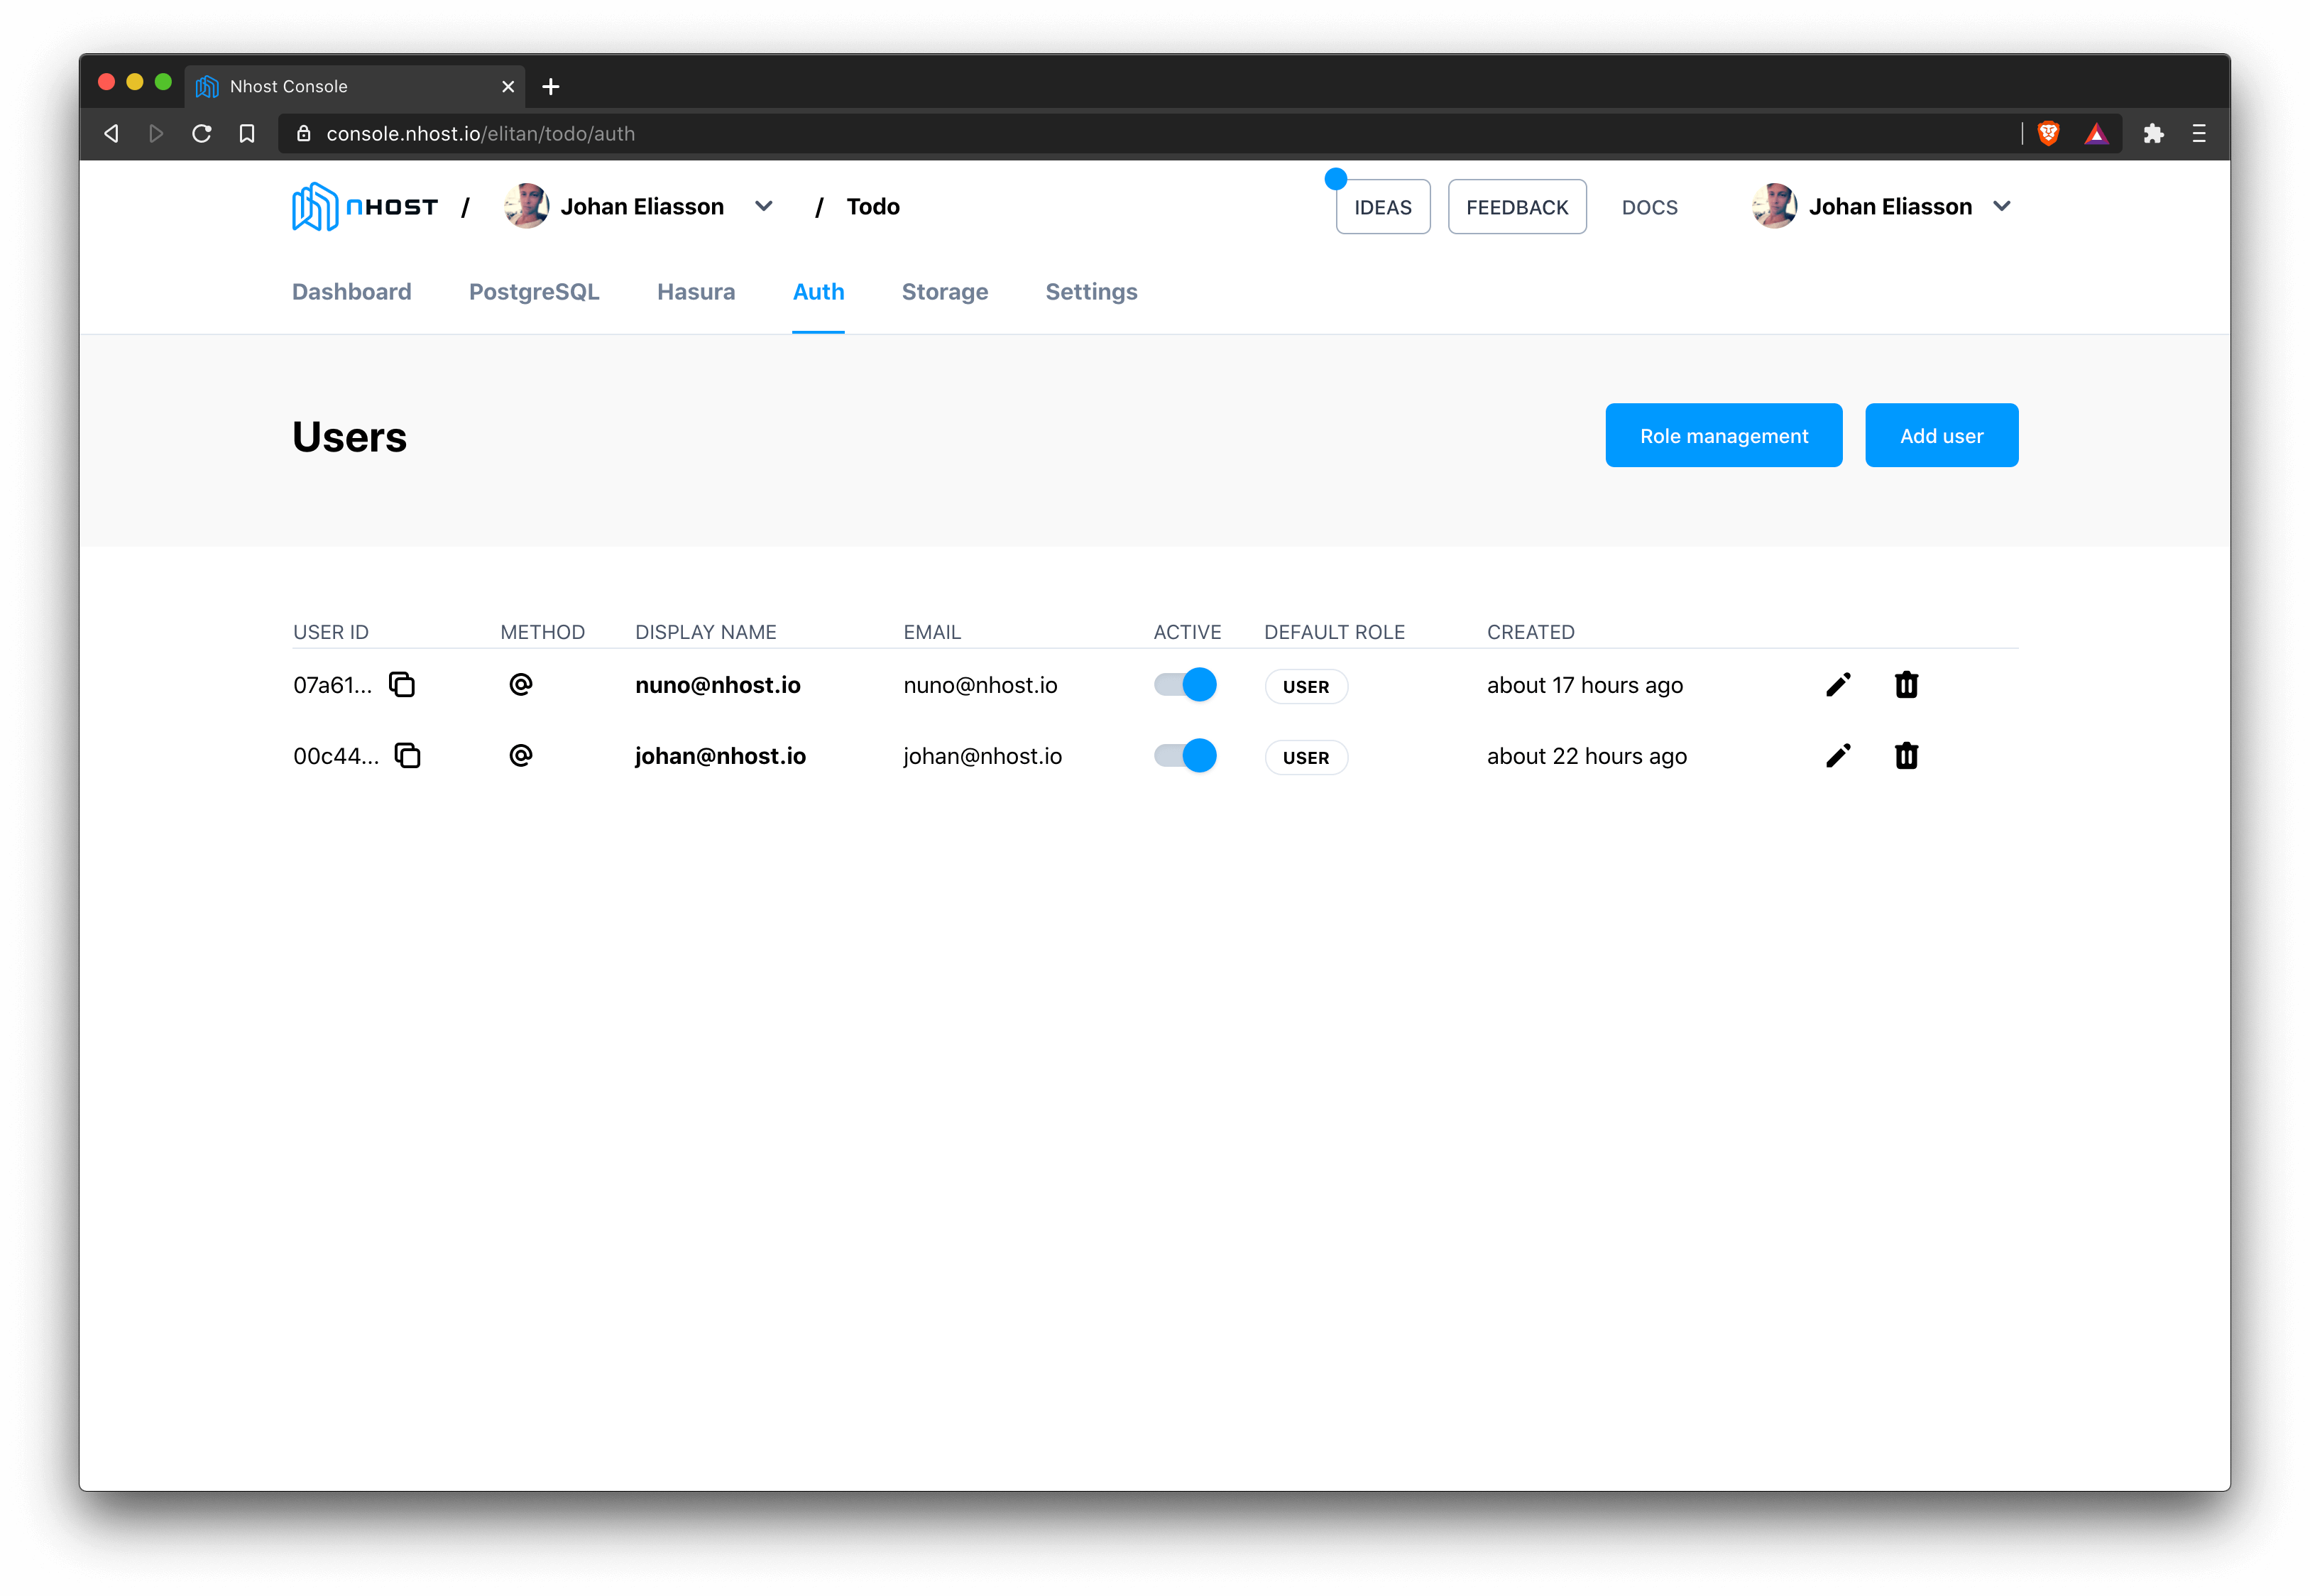 Nhost Console
console.nhost.io/elitan/todo/auth
nHOST / Johan Eliasson / Todo IDEAS FEEDBACK DOCS Johan Eliasson
Dashboard PostgreSQL Hasura Auth Storage Settings
Users Role management Add user
USER ID METHOD DISPLAY NAME EMAIL ACTIVE DEFAULT ROLE CREATED
07a61... @ nuno@nhost.io nuno@nhost.io USER about 17 hours ago
00c44... @ johan@nhost.io johan@nhost.io USER about 22 hours ago